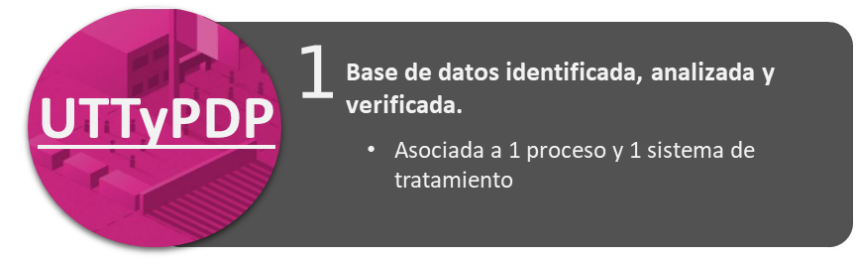 UTTyPDP
1
Base de datos identificada, analizada y
verificada.
• Asociada a 1 proceso y 1 sistema de
tratamiento